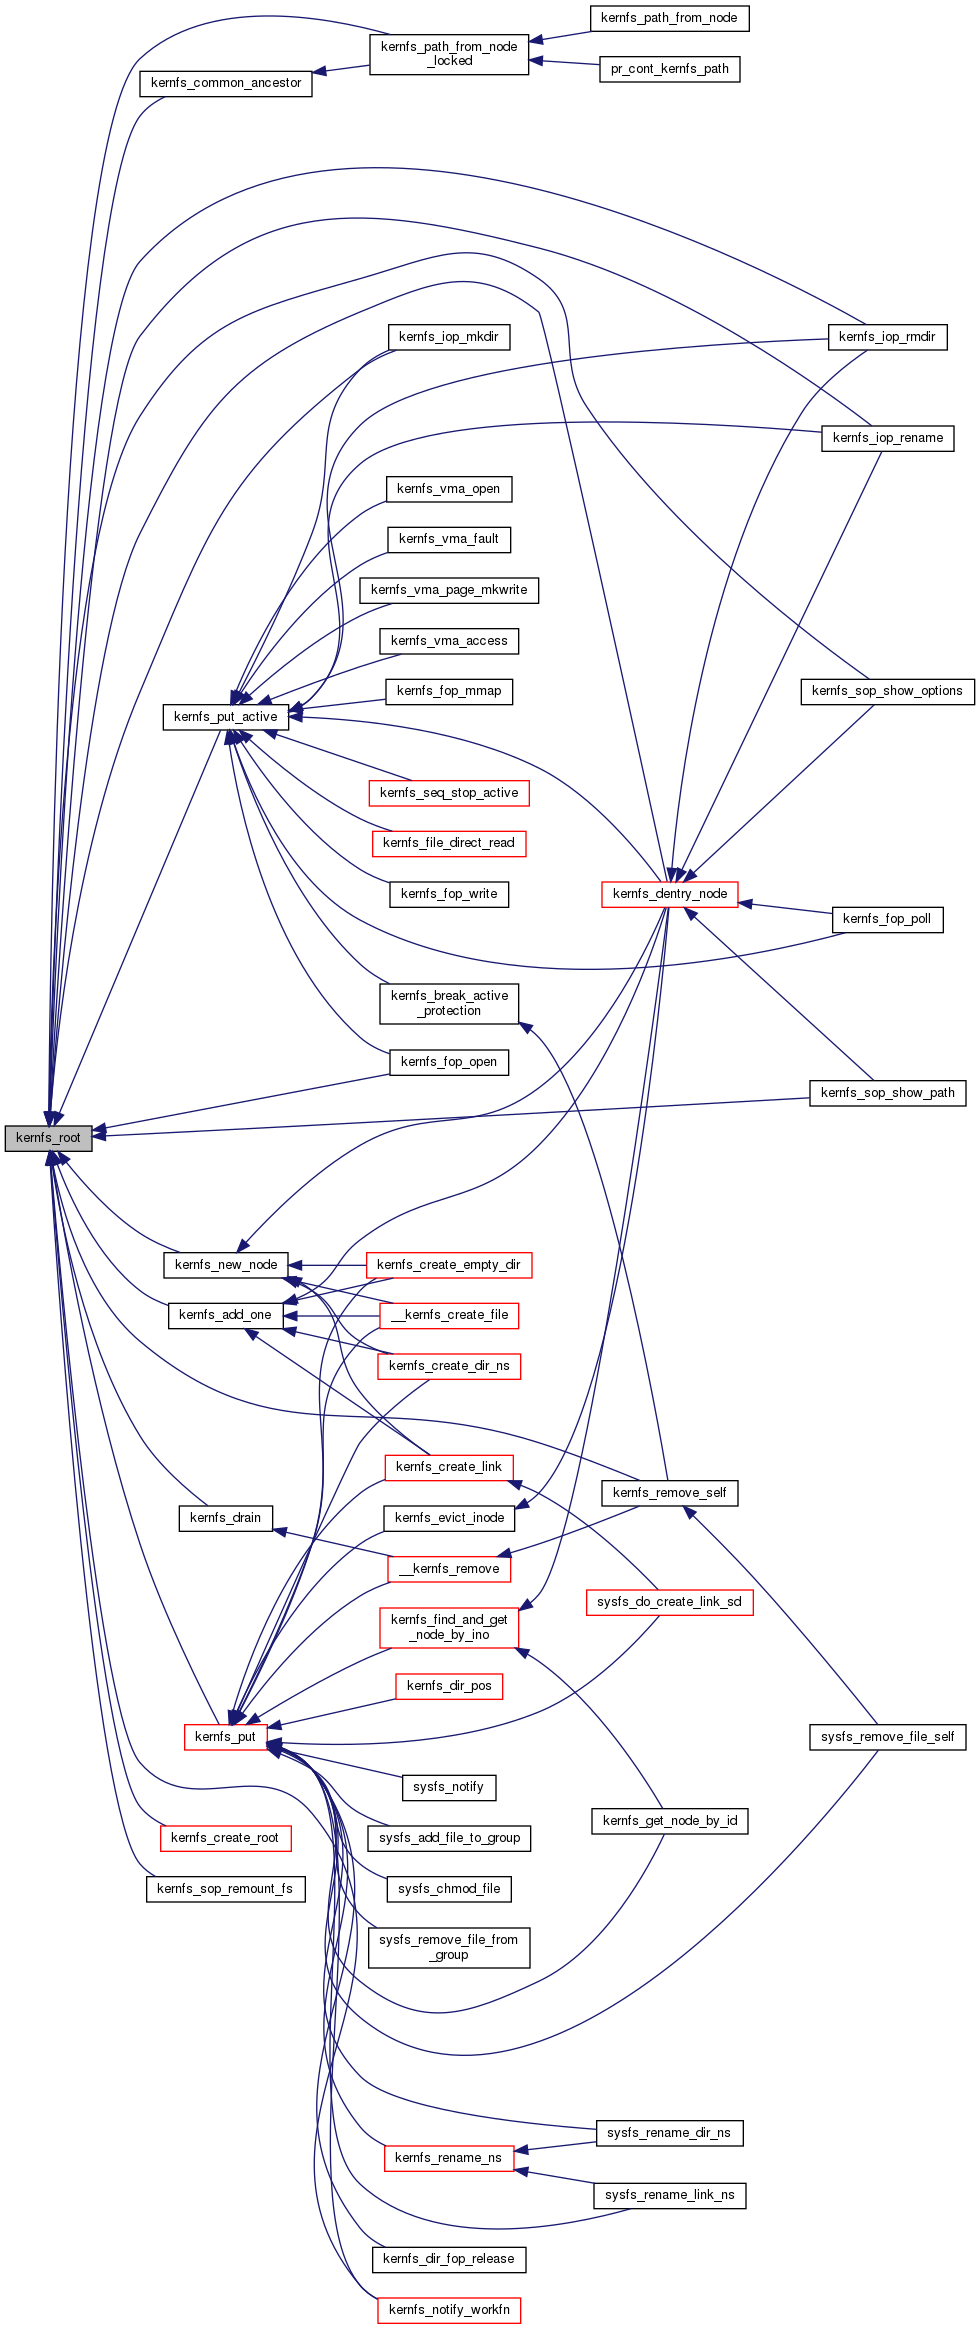 kernfs_path_from_node
kernfs_path_from_node
_locked
pr_cont_kernfs_path
kernfs_common_ancestor
kernfs_iop_mkdir
kernfs_iop_rmdir
kernfs_iop_rename
kernfs_vma_open
kernfs_vma_fault
kernfs_vma_page_mkwrite
kernfs_vma_access
kernfs_fop_mmap
kernfs_sop_show_options
kernfs_put_active
kernfs_seq_stop_active
kernfs_file_direct_read
kernfs_fop_write
kernfs_dentry_node
kernfs_fop_poll
kernfs_break_active
_protection
kernfs_fop_open
kernfs_sop_show_path
kernfs_root
kernfs_new_node
kernfs_create_empty_dir
kernfs_add_one
__kernfs_create_file
kernfs_create_dir_ns
kernfs_create_link
kernfs_remove_self
kernfs_drain
kernfs_evict_inode
__kernfs_remove
sysfs_do_create_link_sd
kernfs_find_and_get
_node_by_ino
kernfs_dir_pos
kernfs_put
sysfs_remove_file_self
sysfs_notify
kernfs_get_node_by_id
kernfs_create_root
sysfs_add_file_to_group
kernfs_sop_remount_fs
sysfs_chmod_file
sysfs_remove_file_from
_group
sysfs_rename_dir_ns
kernfs_rename_ns
sysfs_rename_link_ns
kernfs_dir_fop_release
kernfs_notify_workfn